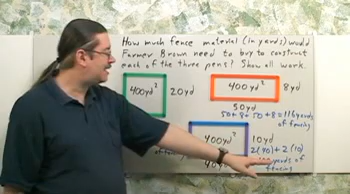 How much fence material (in yards) would
Farmer Brown need to buy to construct
each of the three pens? Show all work.
400yd² 20yd
400yd² 8yd
50yd
50+8+50+8=116yards
of fencing
400yd² 10yd
2(40)+2(10)
yards of
fencing